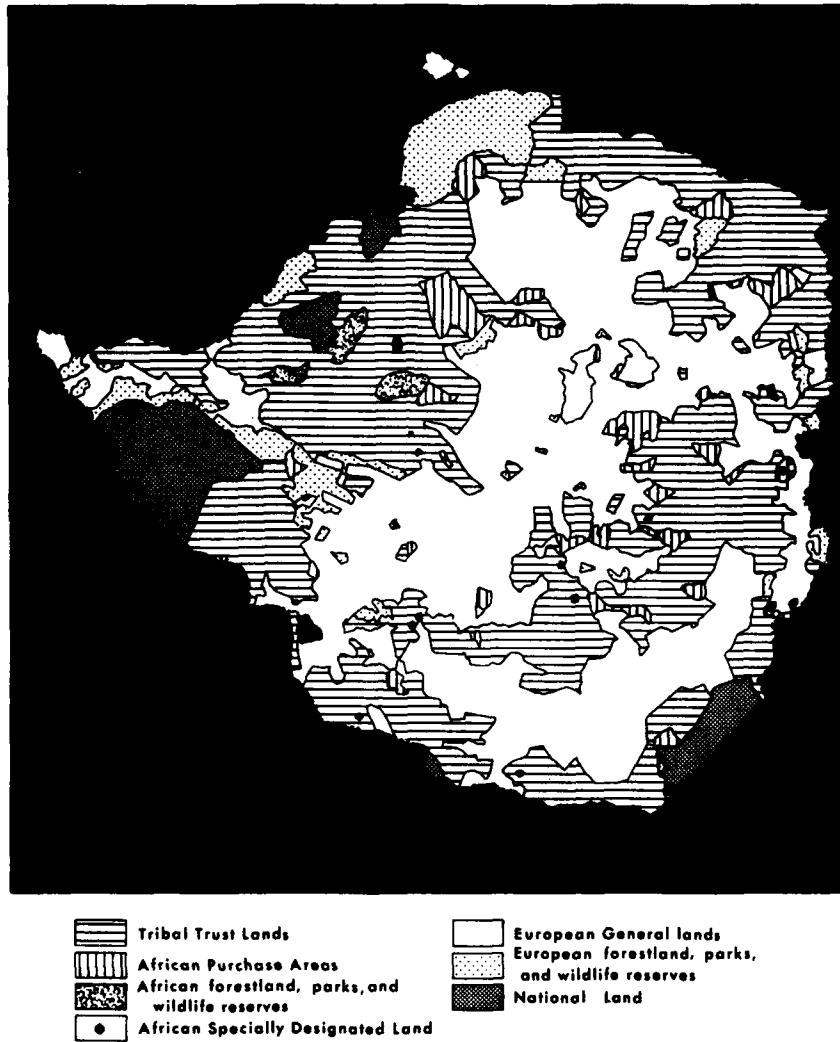 Tribal Trust Lands
African Purchase Areas
African forestland, parks, and
wildlife reserves
African Specially Designated Land
European General lands
European forestland, parks,
and wildlife reserves
National Land